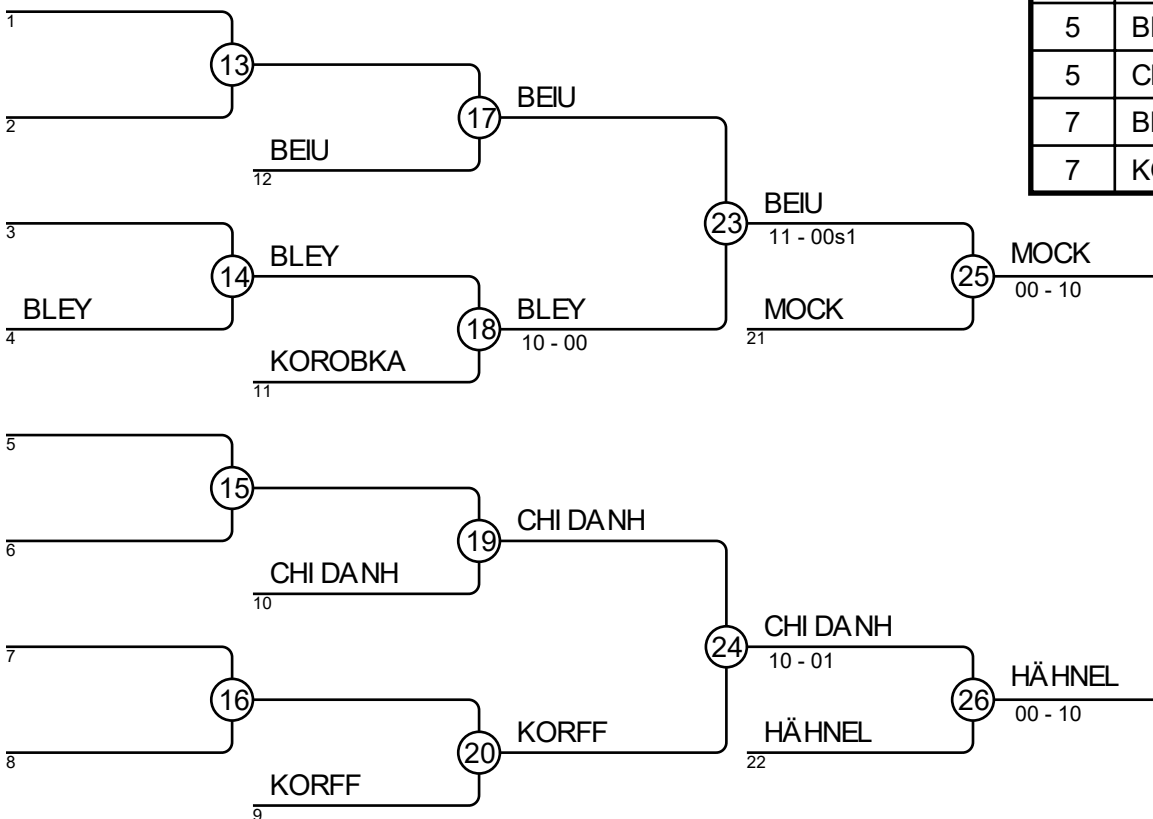 1
13
2
BEIU
12
17
BEIU
3
14
BLEY
4
BLEY
KOROBKA
11
18
BLEY
10 - 00
23
BEIU
11 - 00s1
MOCK
21
25
MOCK
00 - 10
5
15
6
CHI DANH
10
19
CHI DANH
7
16
8
KORFF
9
20
KORFF
24
CHI DANH
10 - 01
HÄHNEL
22
26
HÄHNEL
00 - 10
5
5
7
7